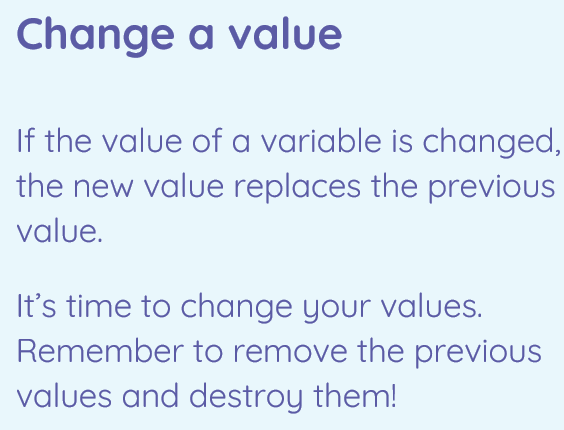 Change a value
If the value of a variable is changed,
the new value replaces the previous
value.
It’s time to change your values.
Remember to remove the previous
values and destroy them!